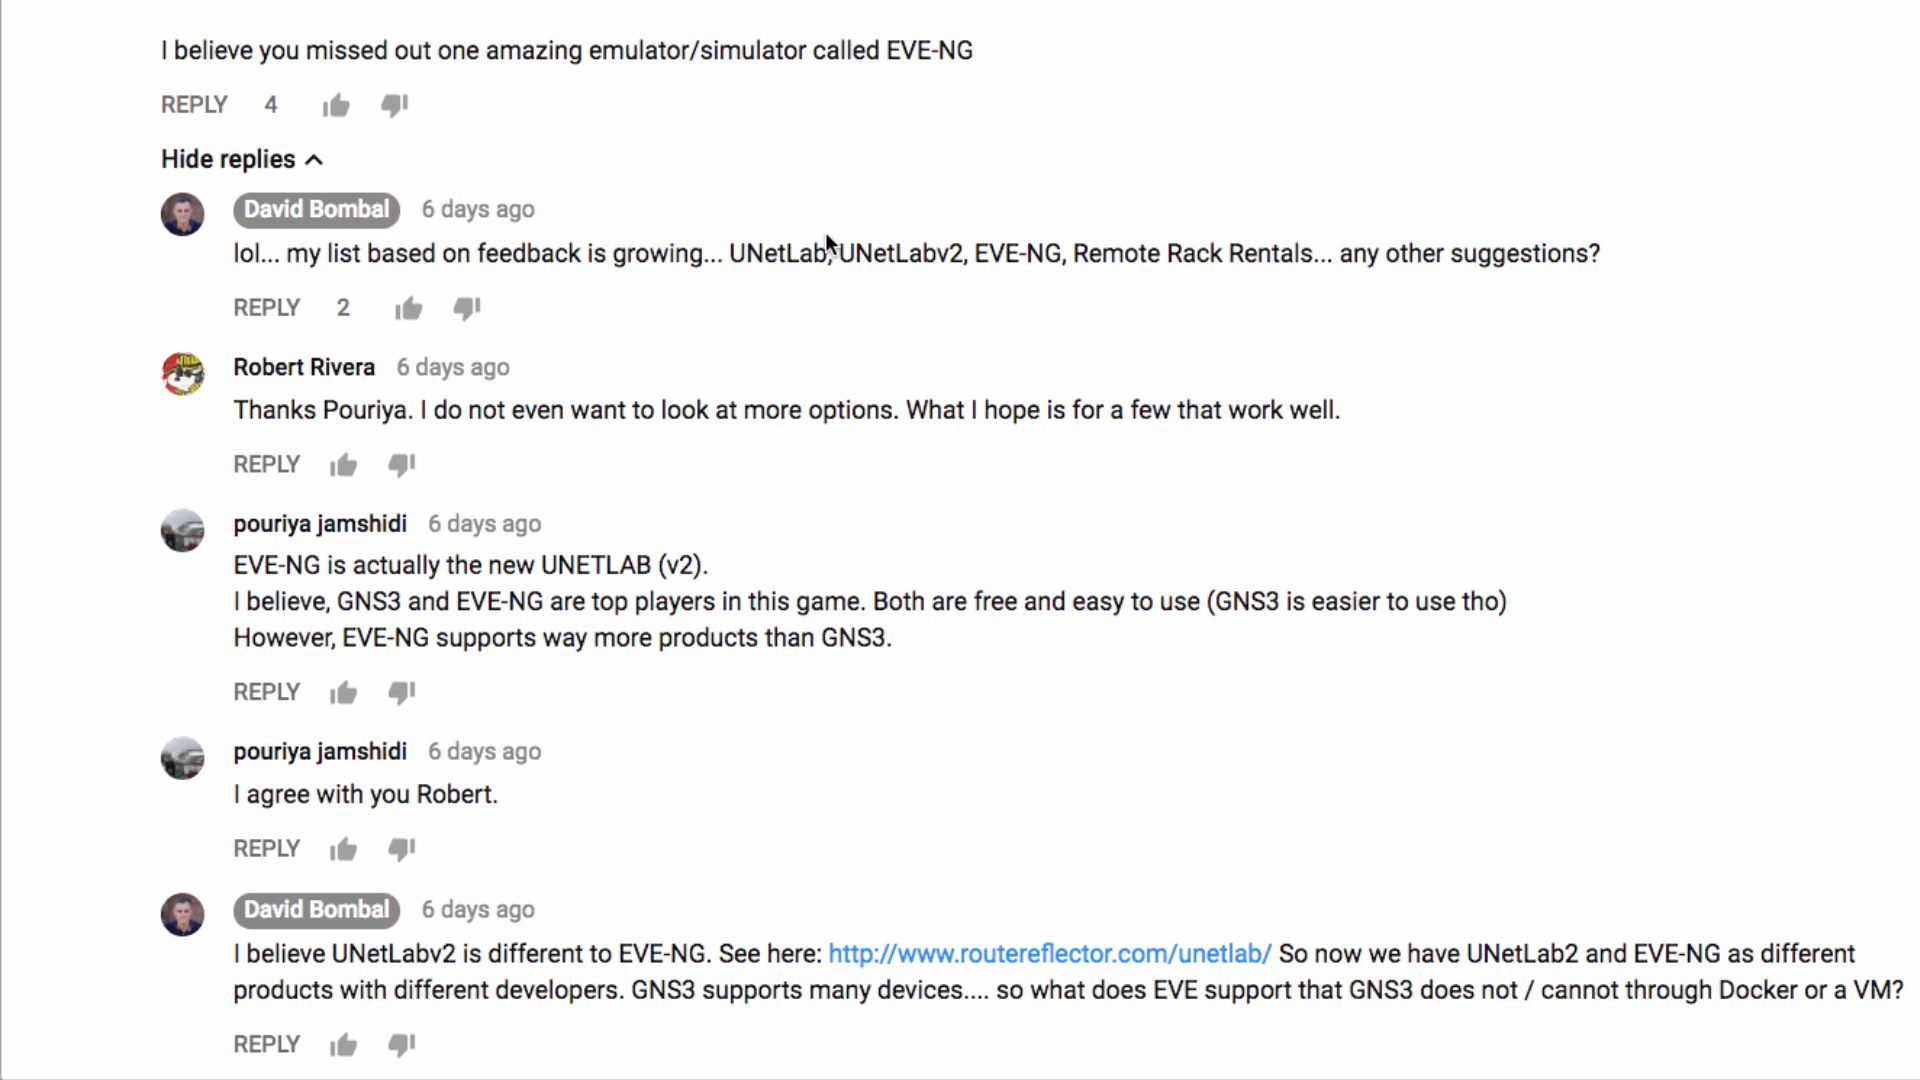 I believe you missed out one amazing emulator/simulator called EVE-NG
REPLY 4
Hide replies
David Bombal 6 days ago
lol... my list based on feedback is growing... UNetLab, UNetLabv2, EVE-NG, Remote Rack Rentals... any other suggestions?
REPLY 2
Robert Rivera 6 days ago
Thanks Pouriya. I do not even want to look at more options. What I hope is for a few that work well.
REPLY
pouriya jamshidi 6 days ago
EVE-NG is actually the new UNETLAB (v2).
I believe, GNS3 and EVE-NG are top players in this game. Both are free and easy to use (GNS3 is easier to use tho)
However, EVE-NG supports way more products than GNS3.
REPLY
pouriya jamshidi 6 days ago
I agree with you Robert.
REPLY
David Bombal 6 days ago
I believe UNetLabv2 is different to EVE-NG. See here: http://www.routereflector.com/unetlab/ So now we have UNetLab2 and EVE-NG as different
products with different developers. GNS3 supports many devices.... so what does EVE support that GNS3 does not / cannot through Docker or a VM?
REPLY